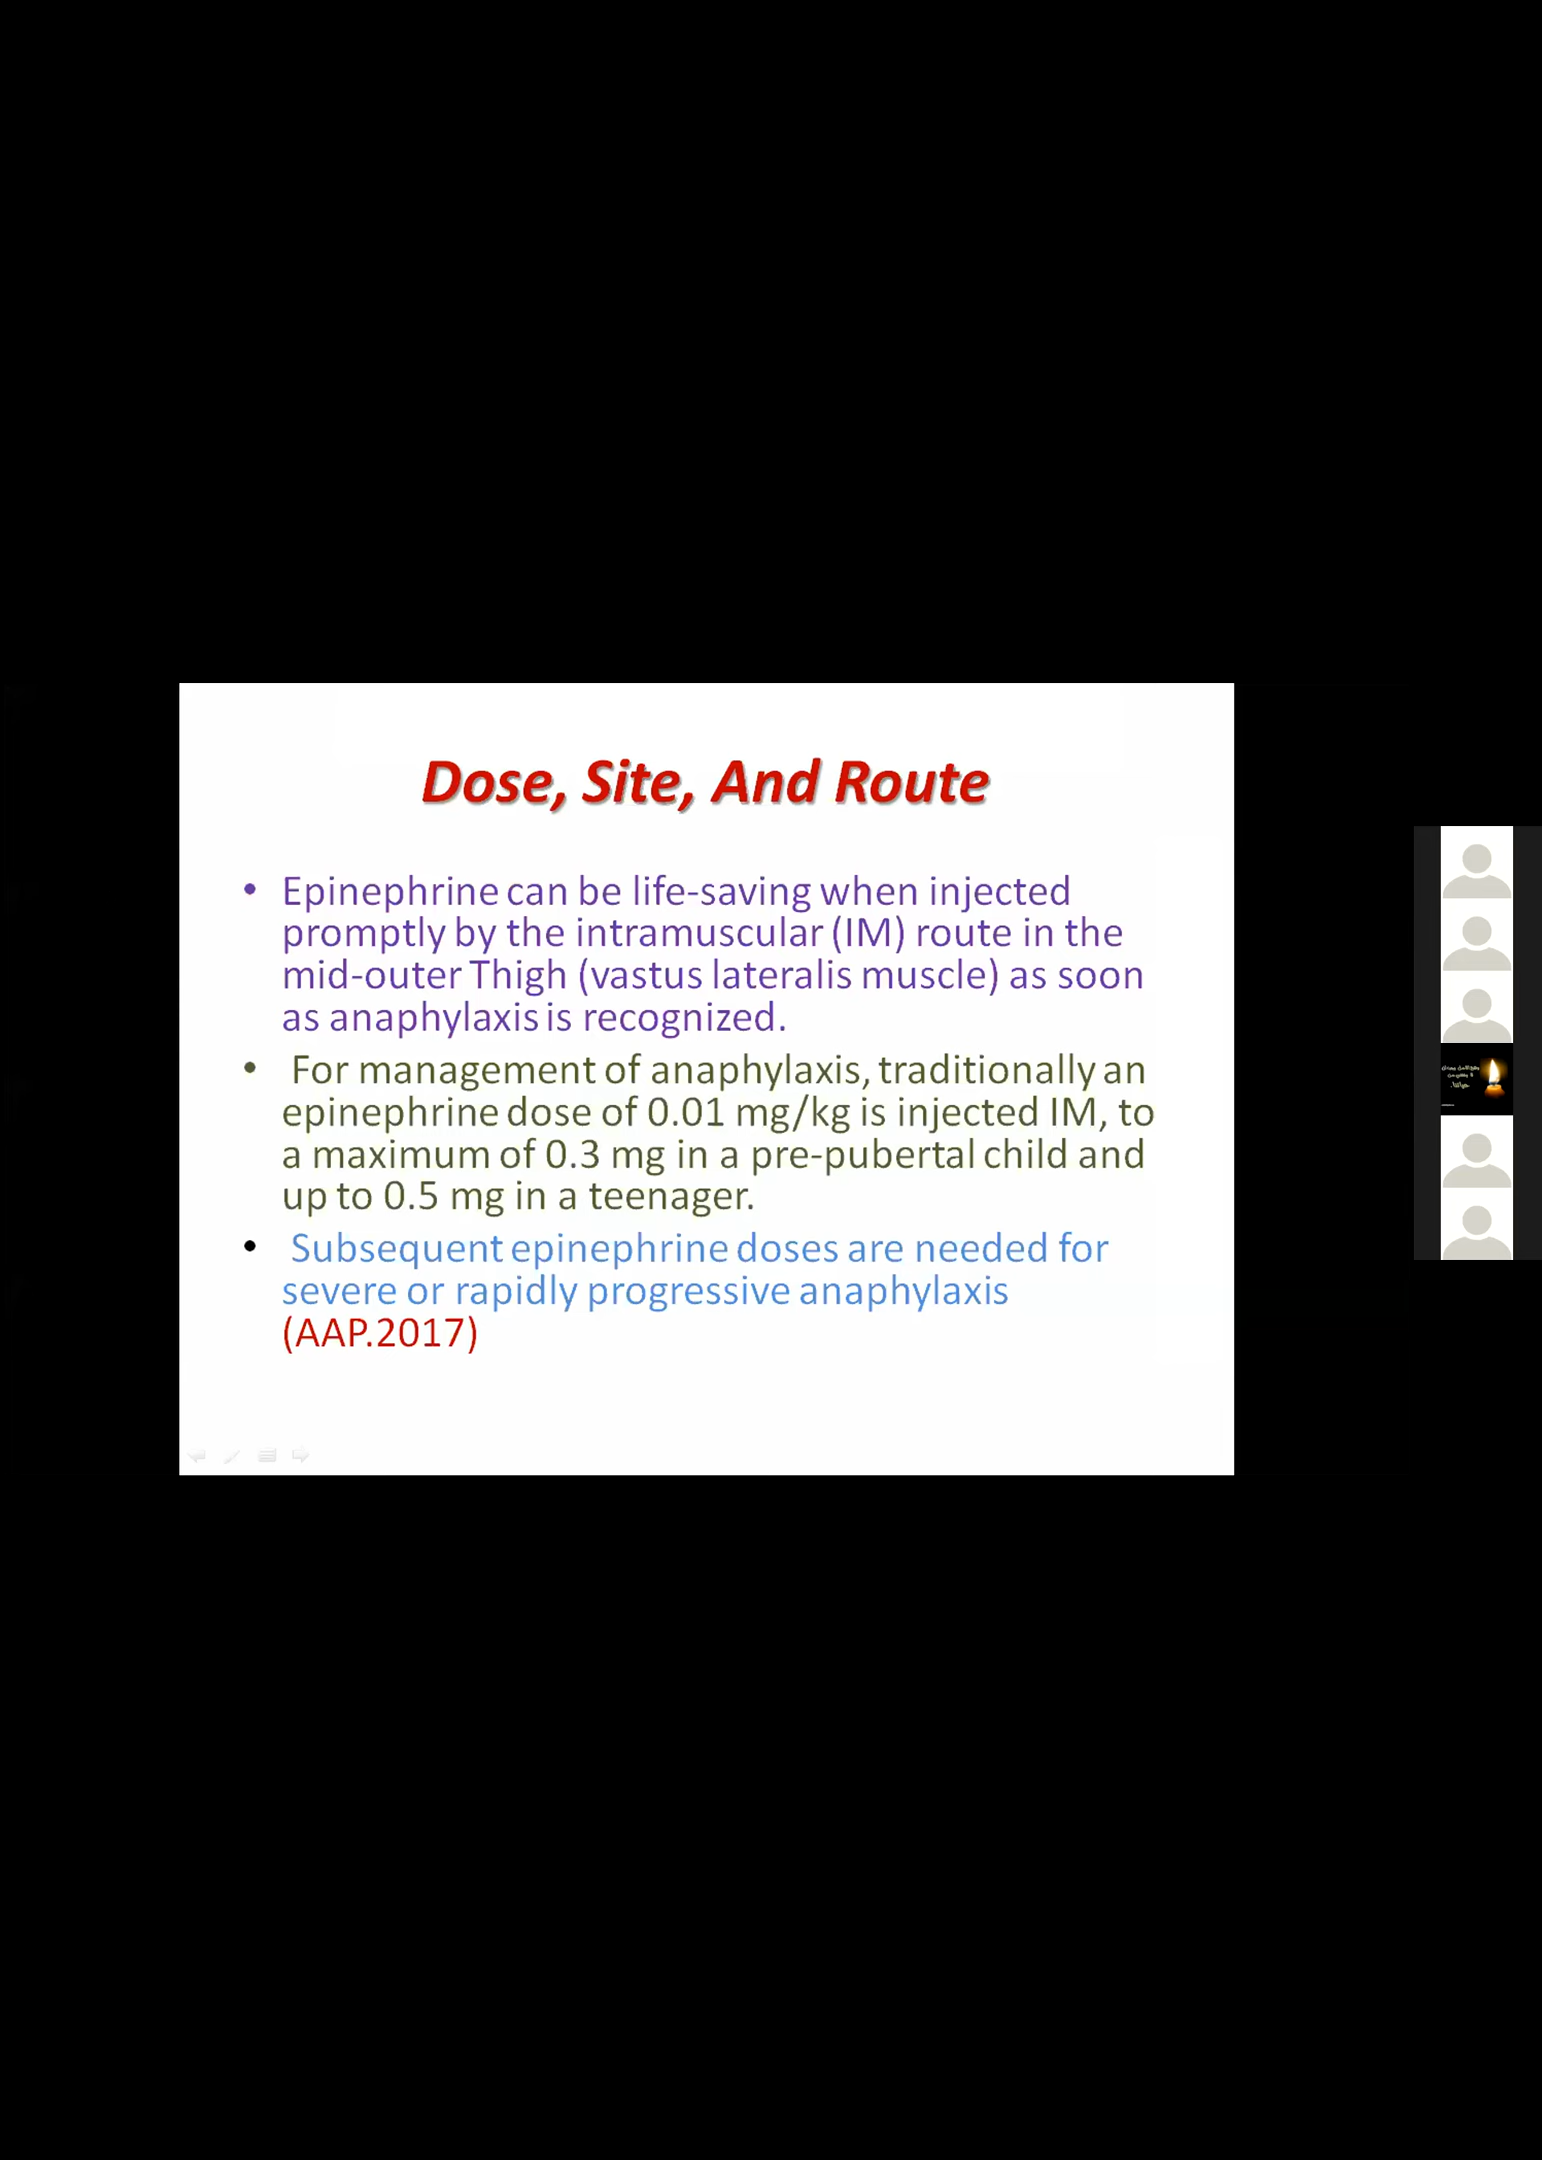 Dose, Site, And Route
• Epinephrine can be life-saving when injected
promptly by the intramuscular (IM) route in the
mid-outer Thigh (vastus lateralis muscle) as soon
as anaphylaxis is recognized.
• For management of anaphylaxis, traditionally an
epinephrine dose of 0.01 mg/kg is injected IM, to
a maximum of 0.3 mg in a pre-pubertal child and
up to 0.5 mg in a teenager.
• Subsequent epinephrine doses are needed for
severe or rapidly progressive anaphylaxis
(AAP.2017)